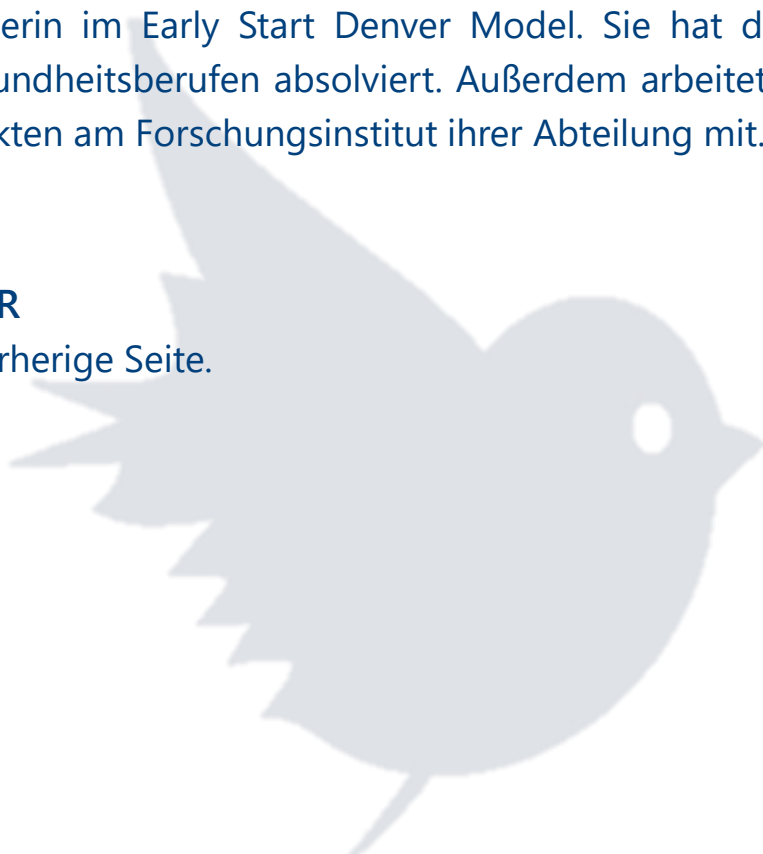 erin im Early Start Denver Model. Sie hat d
undheitsberufen absolviert. Außerdem arbeitet
kten am Forschungsinstitut ihrer Abteilung mit.
R
rherige Seite.